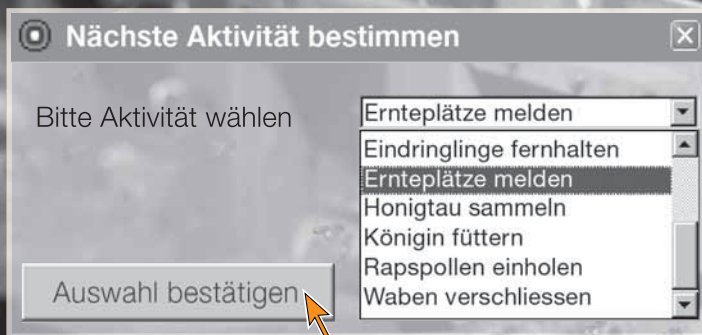 Nächste Aktivität bestimmen
Bitte Aktivität wählen
Ernteplätze melden
Eindringlinge fernhalten
Ernteplätze melden
Honigtau sammeln
Königin füttern
Rapspollen einholen
Waben verschliessen
Auswahl bestätigen